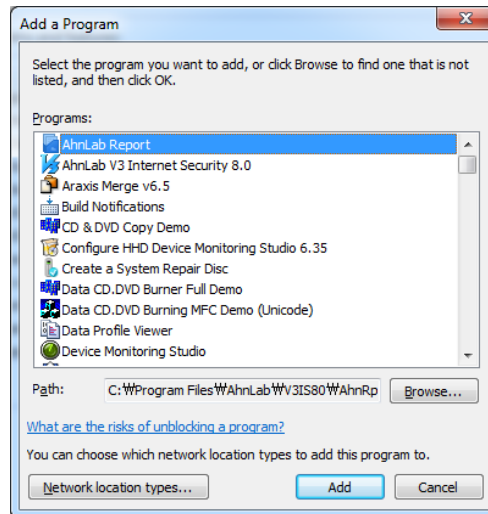 Add a Program
Select the program you want to add, or click Browse to find one that is not
listed, and then click OK.
Programs:
AhnLab Report
AhnLab V3 Internet Security 8.0
Araxis Merge v6.5
Build Notifications
CD & DVD Copy Demo
Configure HHD Device Monitoring Studio 6.35
Create a System Repair Disc
Data CD.DVD Burner Full Demo
Data CD.DVD Burning MFC Demo (Unicode)
Data Profile Viewer
Device Monitoring Studio
Path: C:₩Program Files₩AhnLab₩V3IS80₩AhnRp Browse...
What are the risks of unblocking a program?
You can choose which network location types to add this program to.
Network location types... Add Cancel